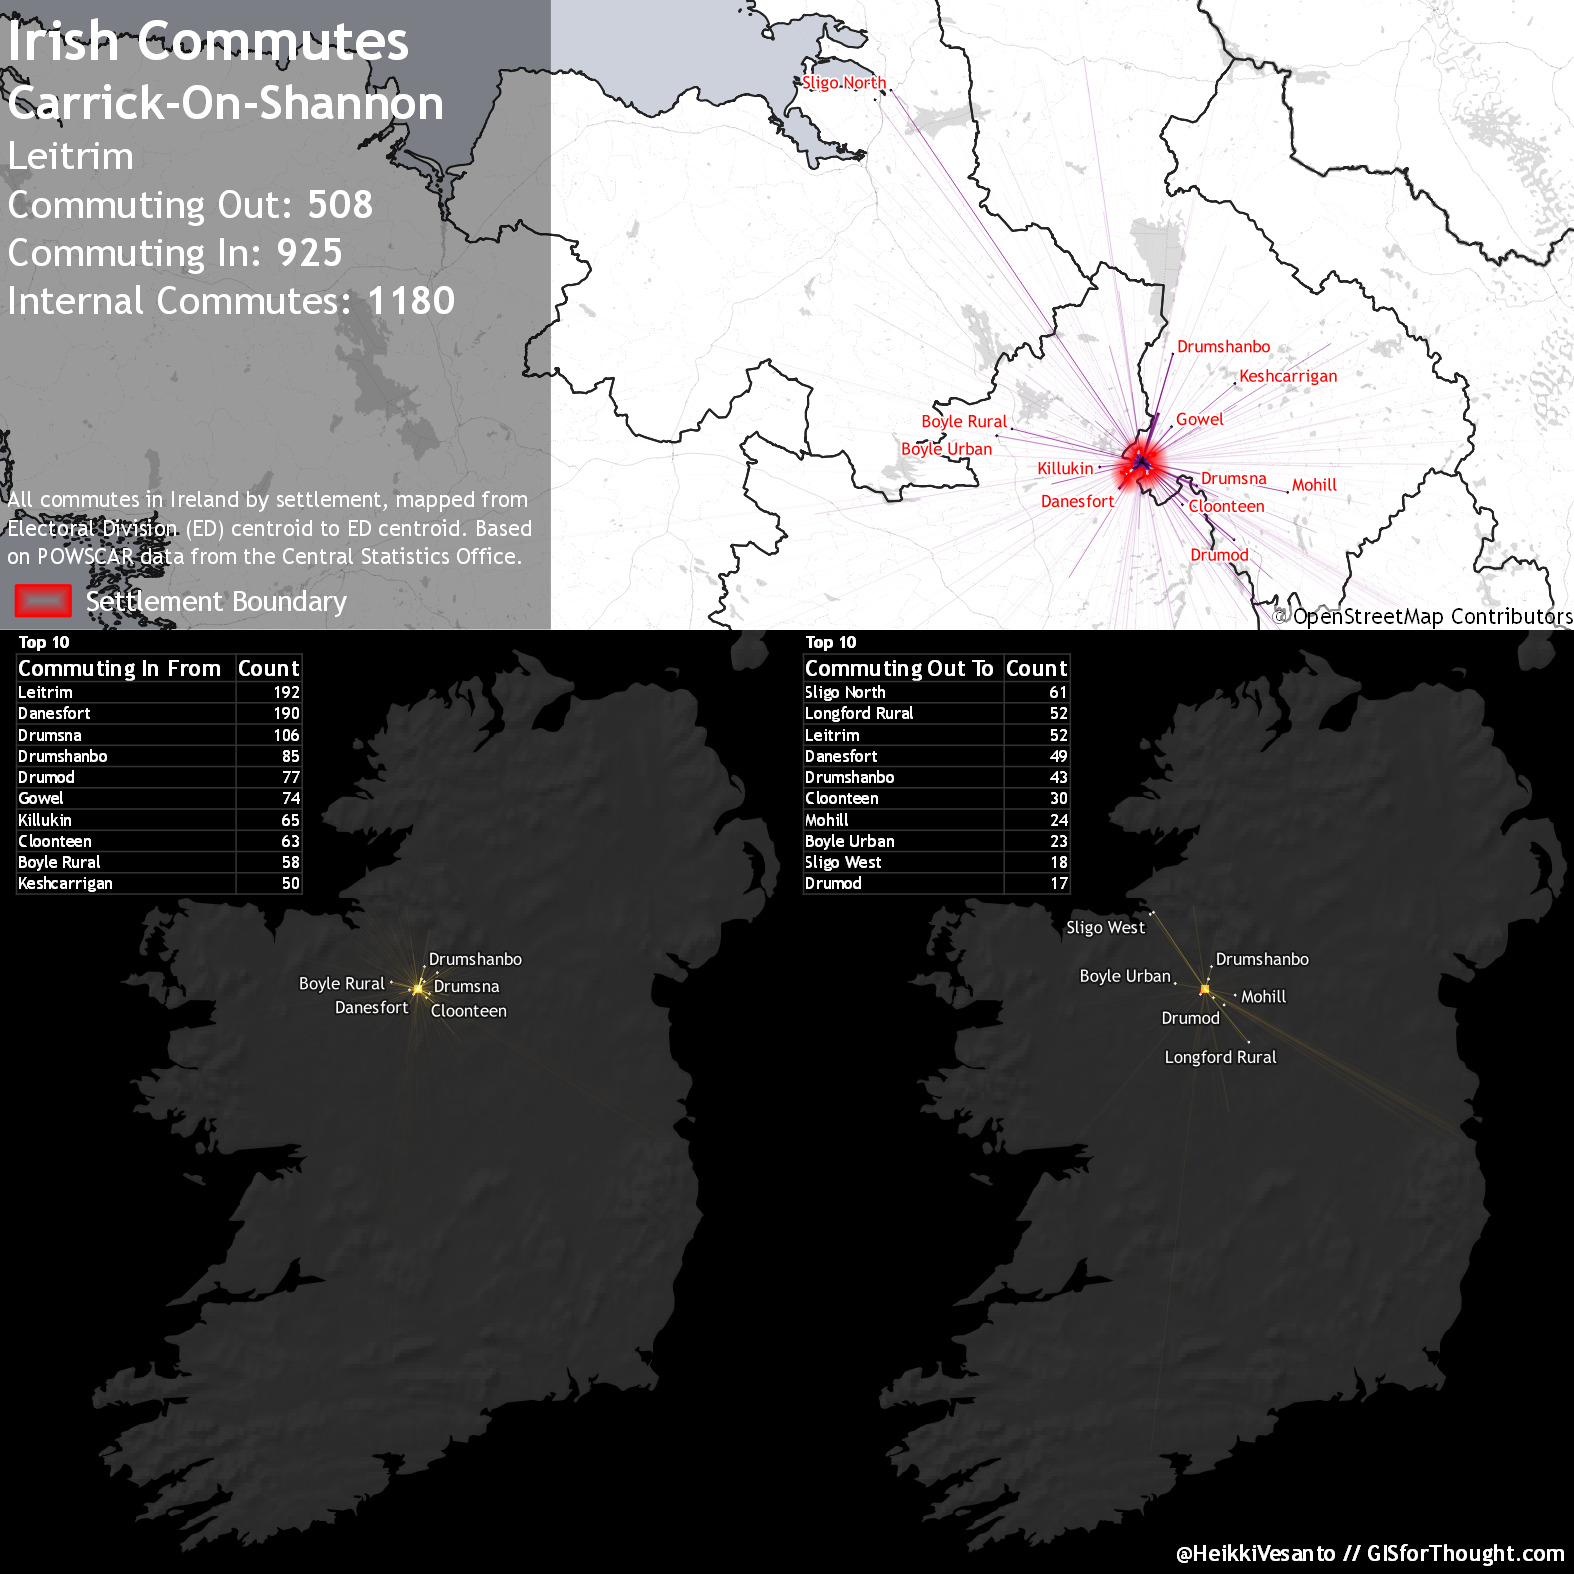 Irish Commutes
Carrick-On-Shannon
Leitrim
Commuting Out: 508
Commuting In: 925
Internal Commutes: 1180
All commutes in Ireland by settlement, mapped from
Electoral Division (ED) centroid to ED centroid. Based
on POWSCAR data from the Central Statistics Office.
Settlement Boundary
Sligo North
Drumshanbo
Keshcarrigan
Gowel
Boyle Rural
Boyle Urban
Killukin
Drumsna
Mohill
Danesfort
Cloonteen
Drumod
© OpenStreetMap Contributors
Top 10
Commuting In From Count
Leitrim 192
Danesfort 190
Drumsna 106
Drumshanbo 85
Drumod 77
Gowel 74
Killukin 65
Cloonteen 63
Boyle Rural 58
Keshcarrigan 50
Drumshanbo
Boyle Rural
Drumsna
Danesfort
Cloonteen
Top 10
Commuting Out To Count
Sligo North 61
Longford Rural 52
Leitrim 52
Danesfort 49
Drumshanbo 43
Cloonteen 30
Mohill 24
Boyle Urban 23
Sligo West 18
Drumod 17
Sligo West
Drumshanbo
Boyle Urban
Mohill
Drumod
Longford Rural
@HeikkiVesanto // GISforThought.com